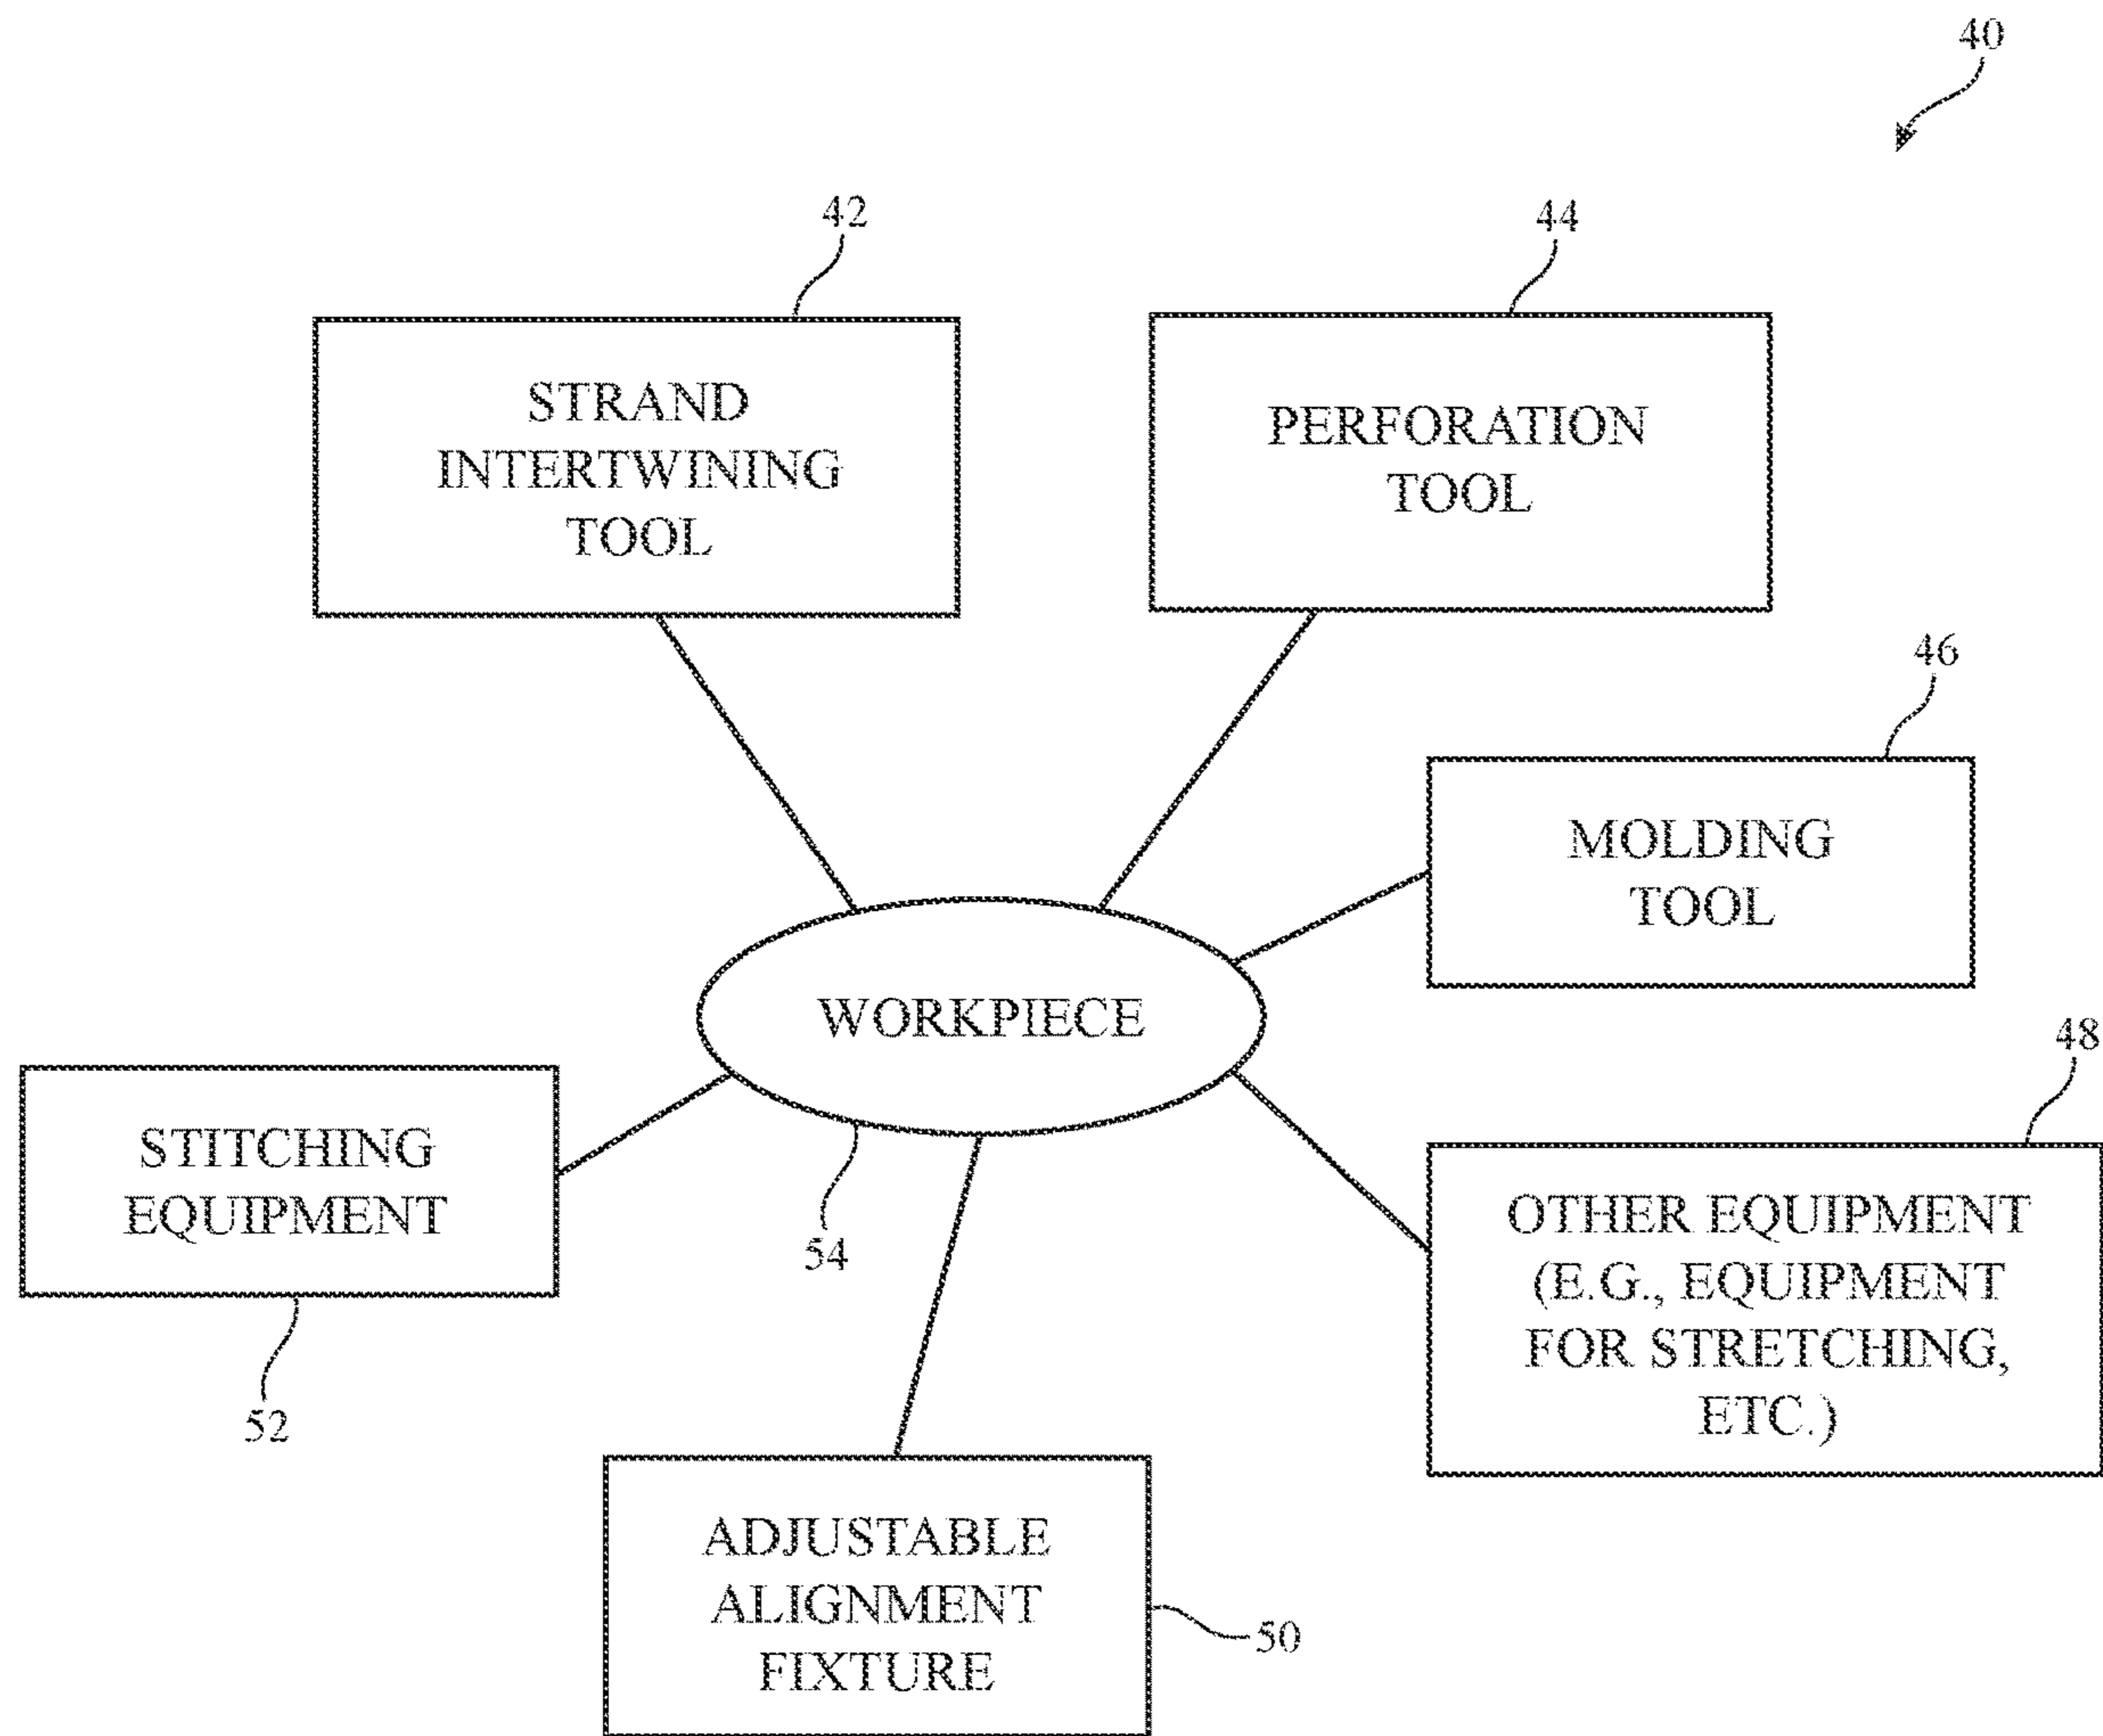 40
42
44
STRAND
INTERTWINING
TOOL
PERFORATION
TOOL
46
MOLDING
TOOL
WORKPIECE
48
STITCHING
EQUIPMENT
54
OTHER EQUIPMENT
(E.G., EQUIPMENT
FOR STRETCHING,
ETC.)
52
ADJUSTABLE
ALIGNMENT
FIXTURE
50